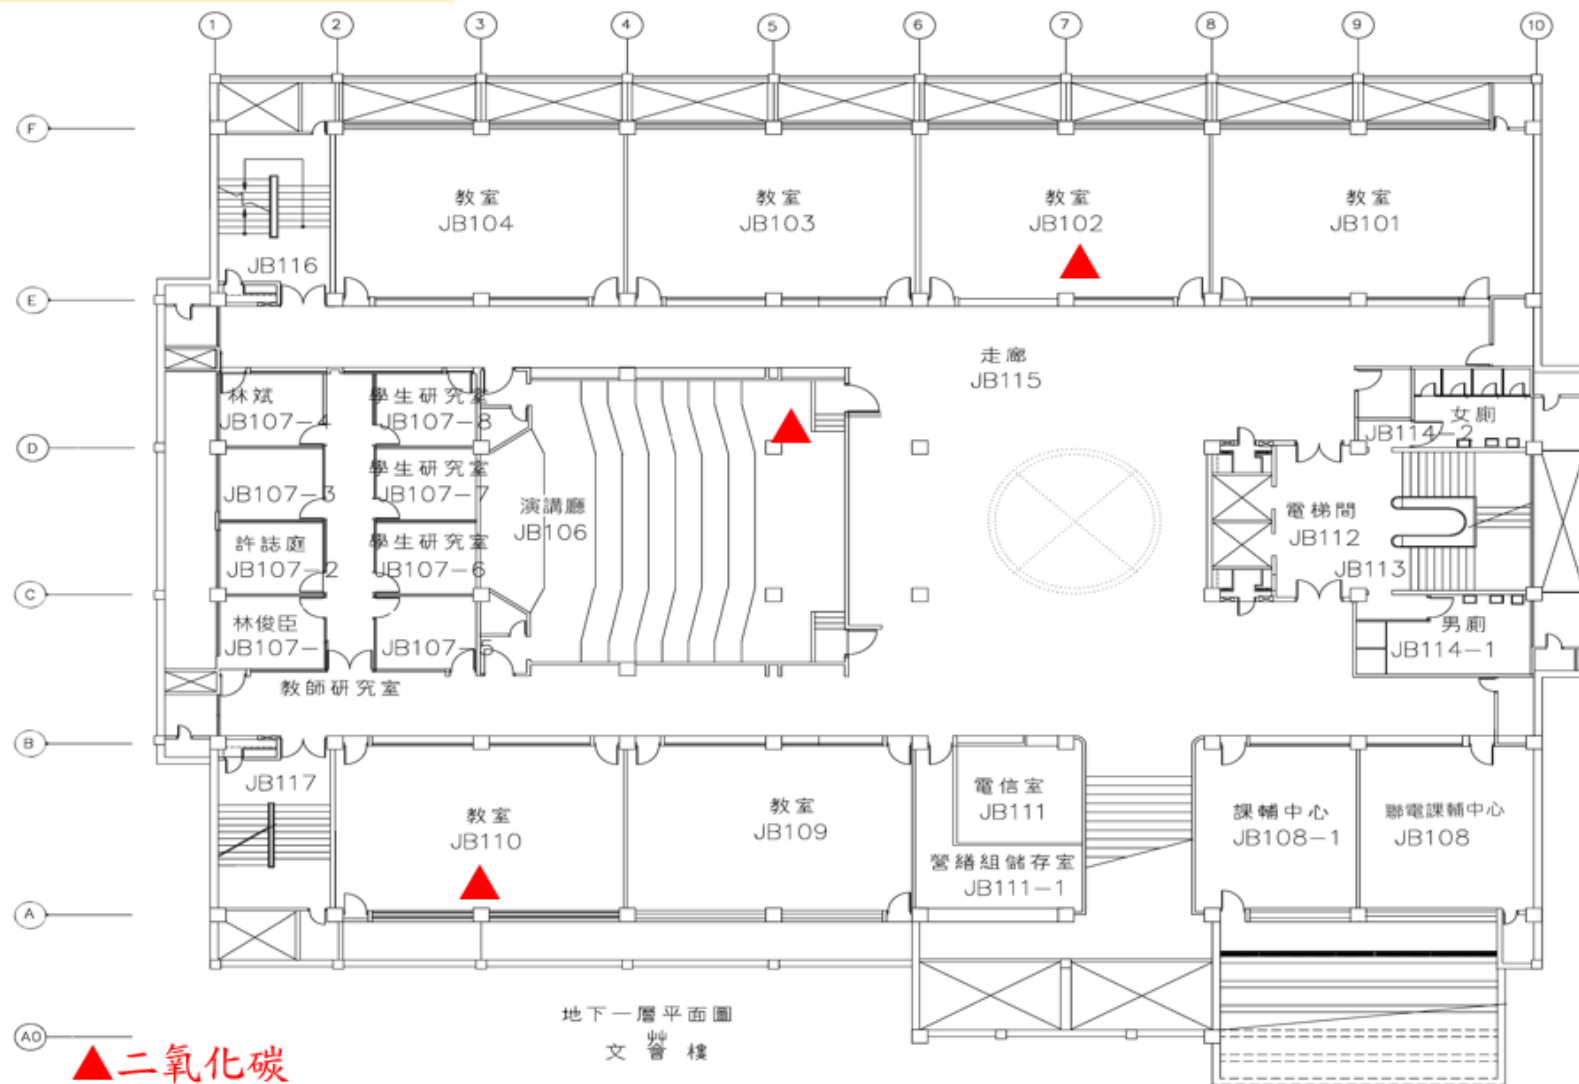 1 2 3 4 5 6 7 8 9 10
F
教室
JB104
教室
JB103
教室
JB102
教室
JB101
JB116
E
走廊
JB115
林斌
JB107-4
學生研究室
JB107-8
女廁
JB114-2
D
JB107-3
學生研究室
JB107-7
演講廳
JB106
電梯間
JB112
許誌庭
JB107-2
學生研究室
JB107-6
JB113
C
林俊臣
JB107-1
JB107-5
男廁
JB114-1
教師研究室
B
JB117
教室
JB110
教室
JB109
電信室
JB111
課輔中心
JB108-1
聯電課輔中心
JB108
營繕組儲存室
JB111-1
A
地下一層平面圖
文薈樓
A0
二氧化碳